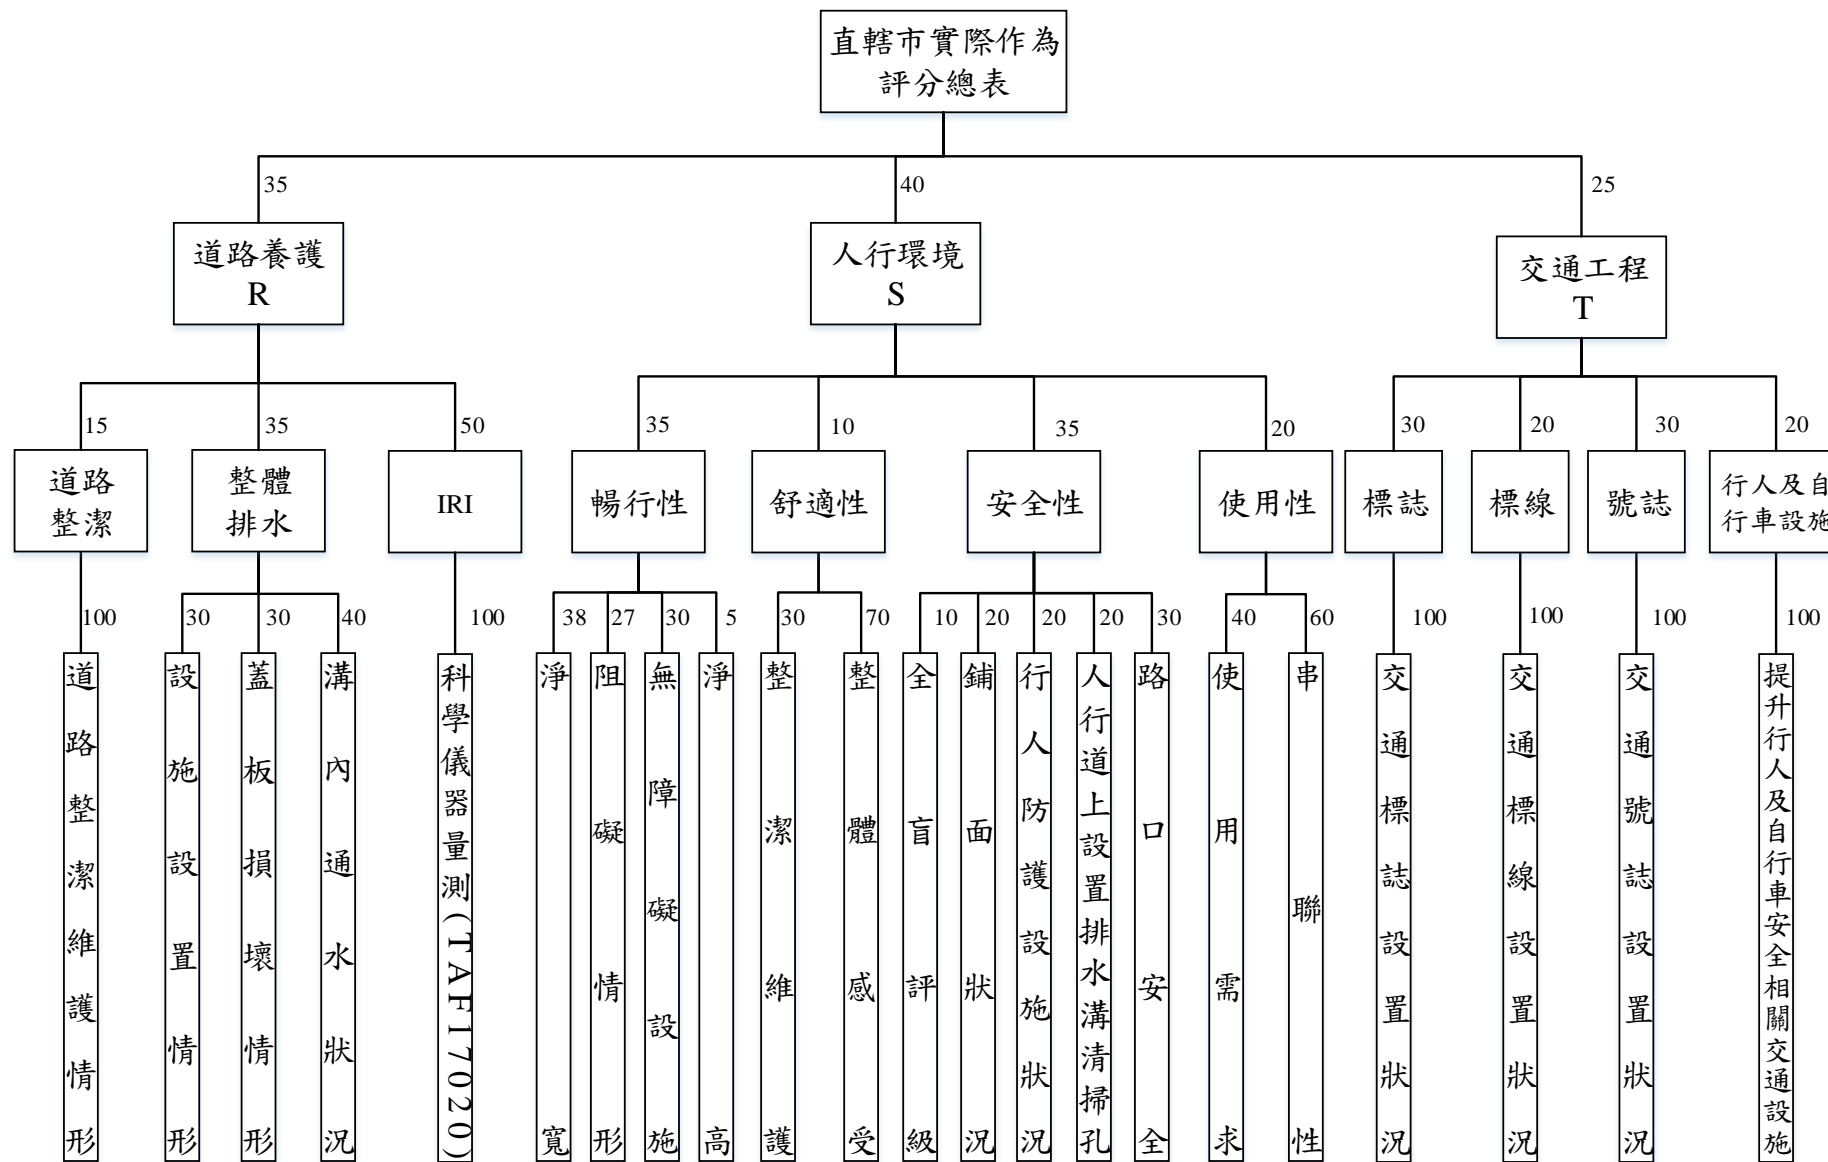 直轄市實際作為
評分總表
35
40
25
道路養護
R
人行環境
S
交通工程
T
15
35
50
35
10
35
20
30
20
30
20
道路
整潔
整體
排水
IRI
暢行性
舒適性
安全性
使用性
標誌
標線
號誌
行人及自
行車設施
100
30
30
40
100
38
27
30
5
30
70
10
20
20
20
30
40
60
100
100
100
100
道路整潔維護情形
設施設置情形
蓋板損壞情形
溝內通水狀況
科學儀器量測(TAF17020)
淨寬
阻礙情形
無障礙設施
淨高
整潔維護
整體感受
全盲評級
鋪面狀況
行人防護設施狀況
人行道上設置排水溝清掃孔
路口安全
使用需求
串聯性
交通標誌設置狀況
交通標線設置狀況
交通號誌設置狀況
提升行人及自行車安全相關交通設施